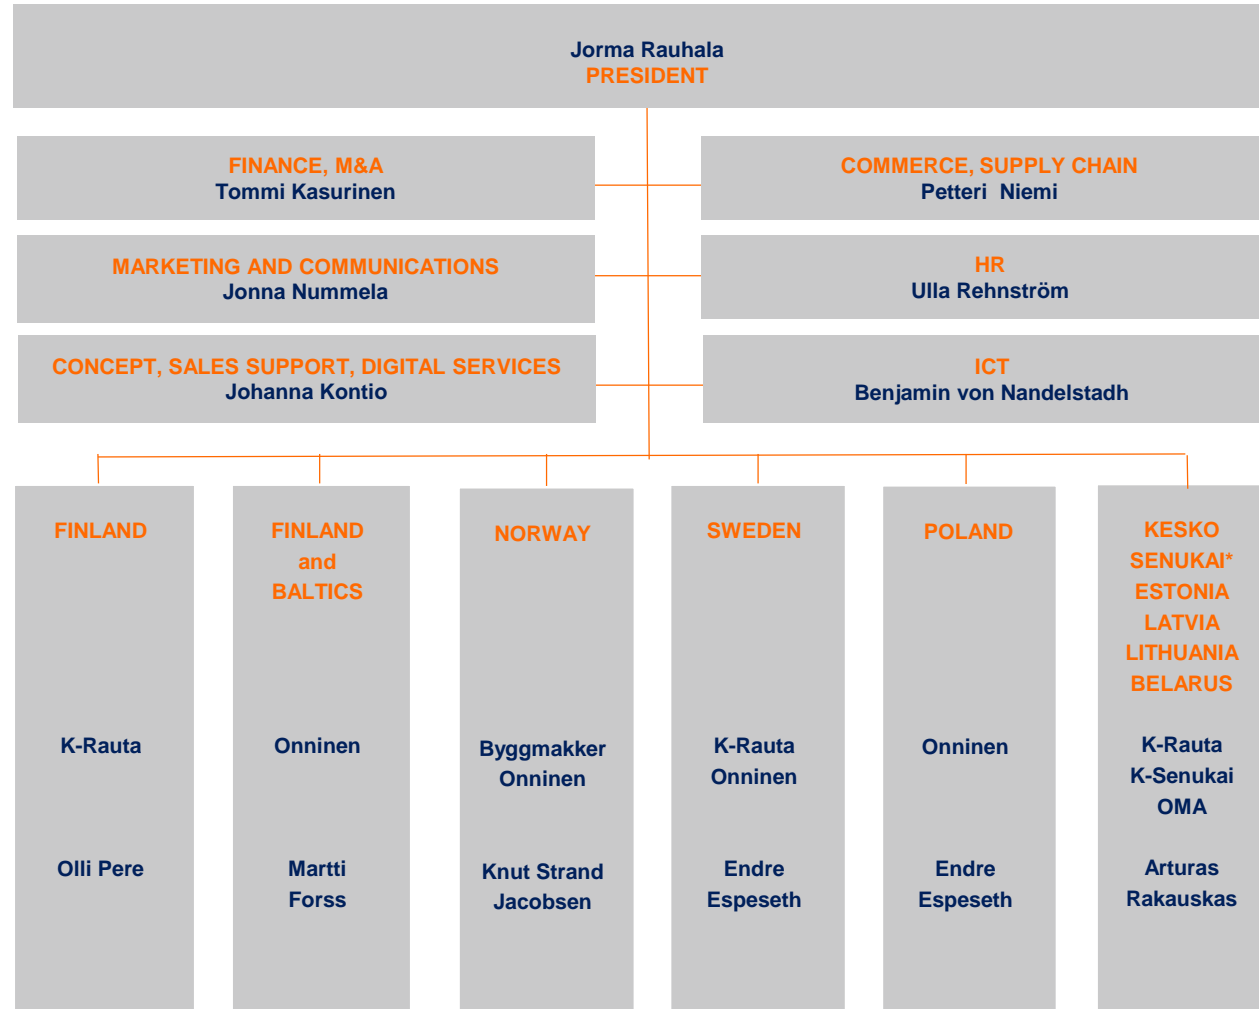 Jorma Rauhala
PRESIDENT
FINANCE, M&A
Tommi Kasurinen
COMMERCE, SUPPLY CHAIN
Petteri Niemi
MARKETING AND COMMUNICATIONS
Jonna Nummela
HR
Ulla Rehnström
CONCEPT, SALES SUPPORT, DIGITAL SERVICES
Johanna Kontio
ICT
Benjamin von Nandelstadh
FINLAND
K-Rauta
Olli Pere
FINLAND
and
BALTICS
Onninen
Martti
Forss
NORWAY
Byggmakker
Onninen
Knut Strand
Jacobsen
SWEDEN
K-Rauta
Onninen
Endre
Espeseth
POLAND
Onninen
Endre
Espeseth
KESKO
SENUKAI*
ESTONIA
LATVIA
LITHUANIA
BELARUS
K-Rauta
K-Senukai
OMA
Arturas
Rakauskas